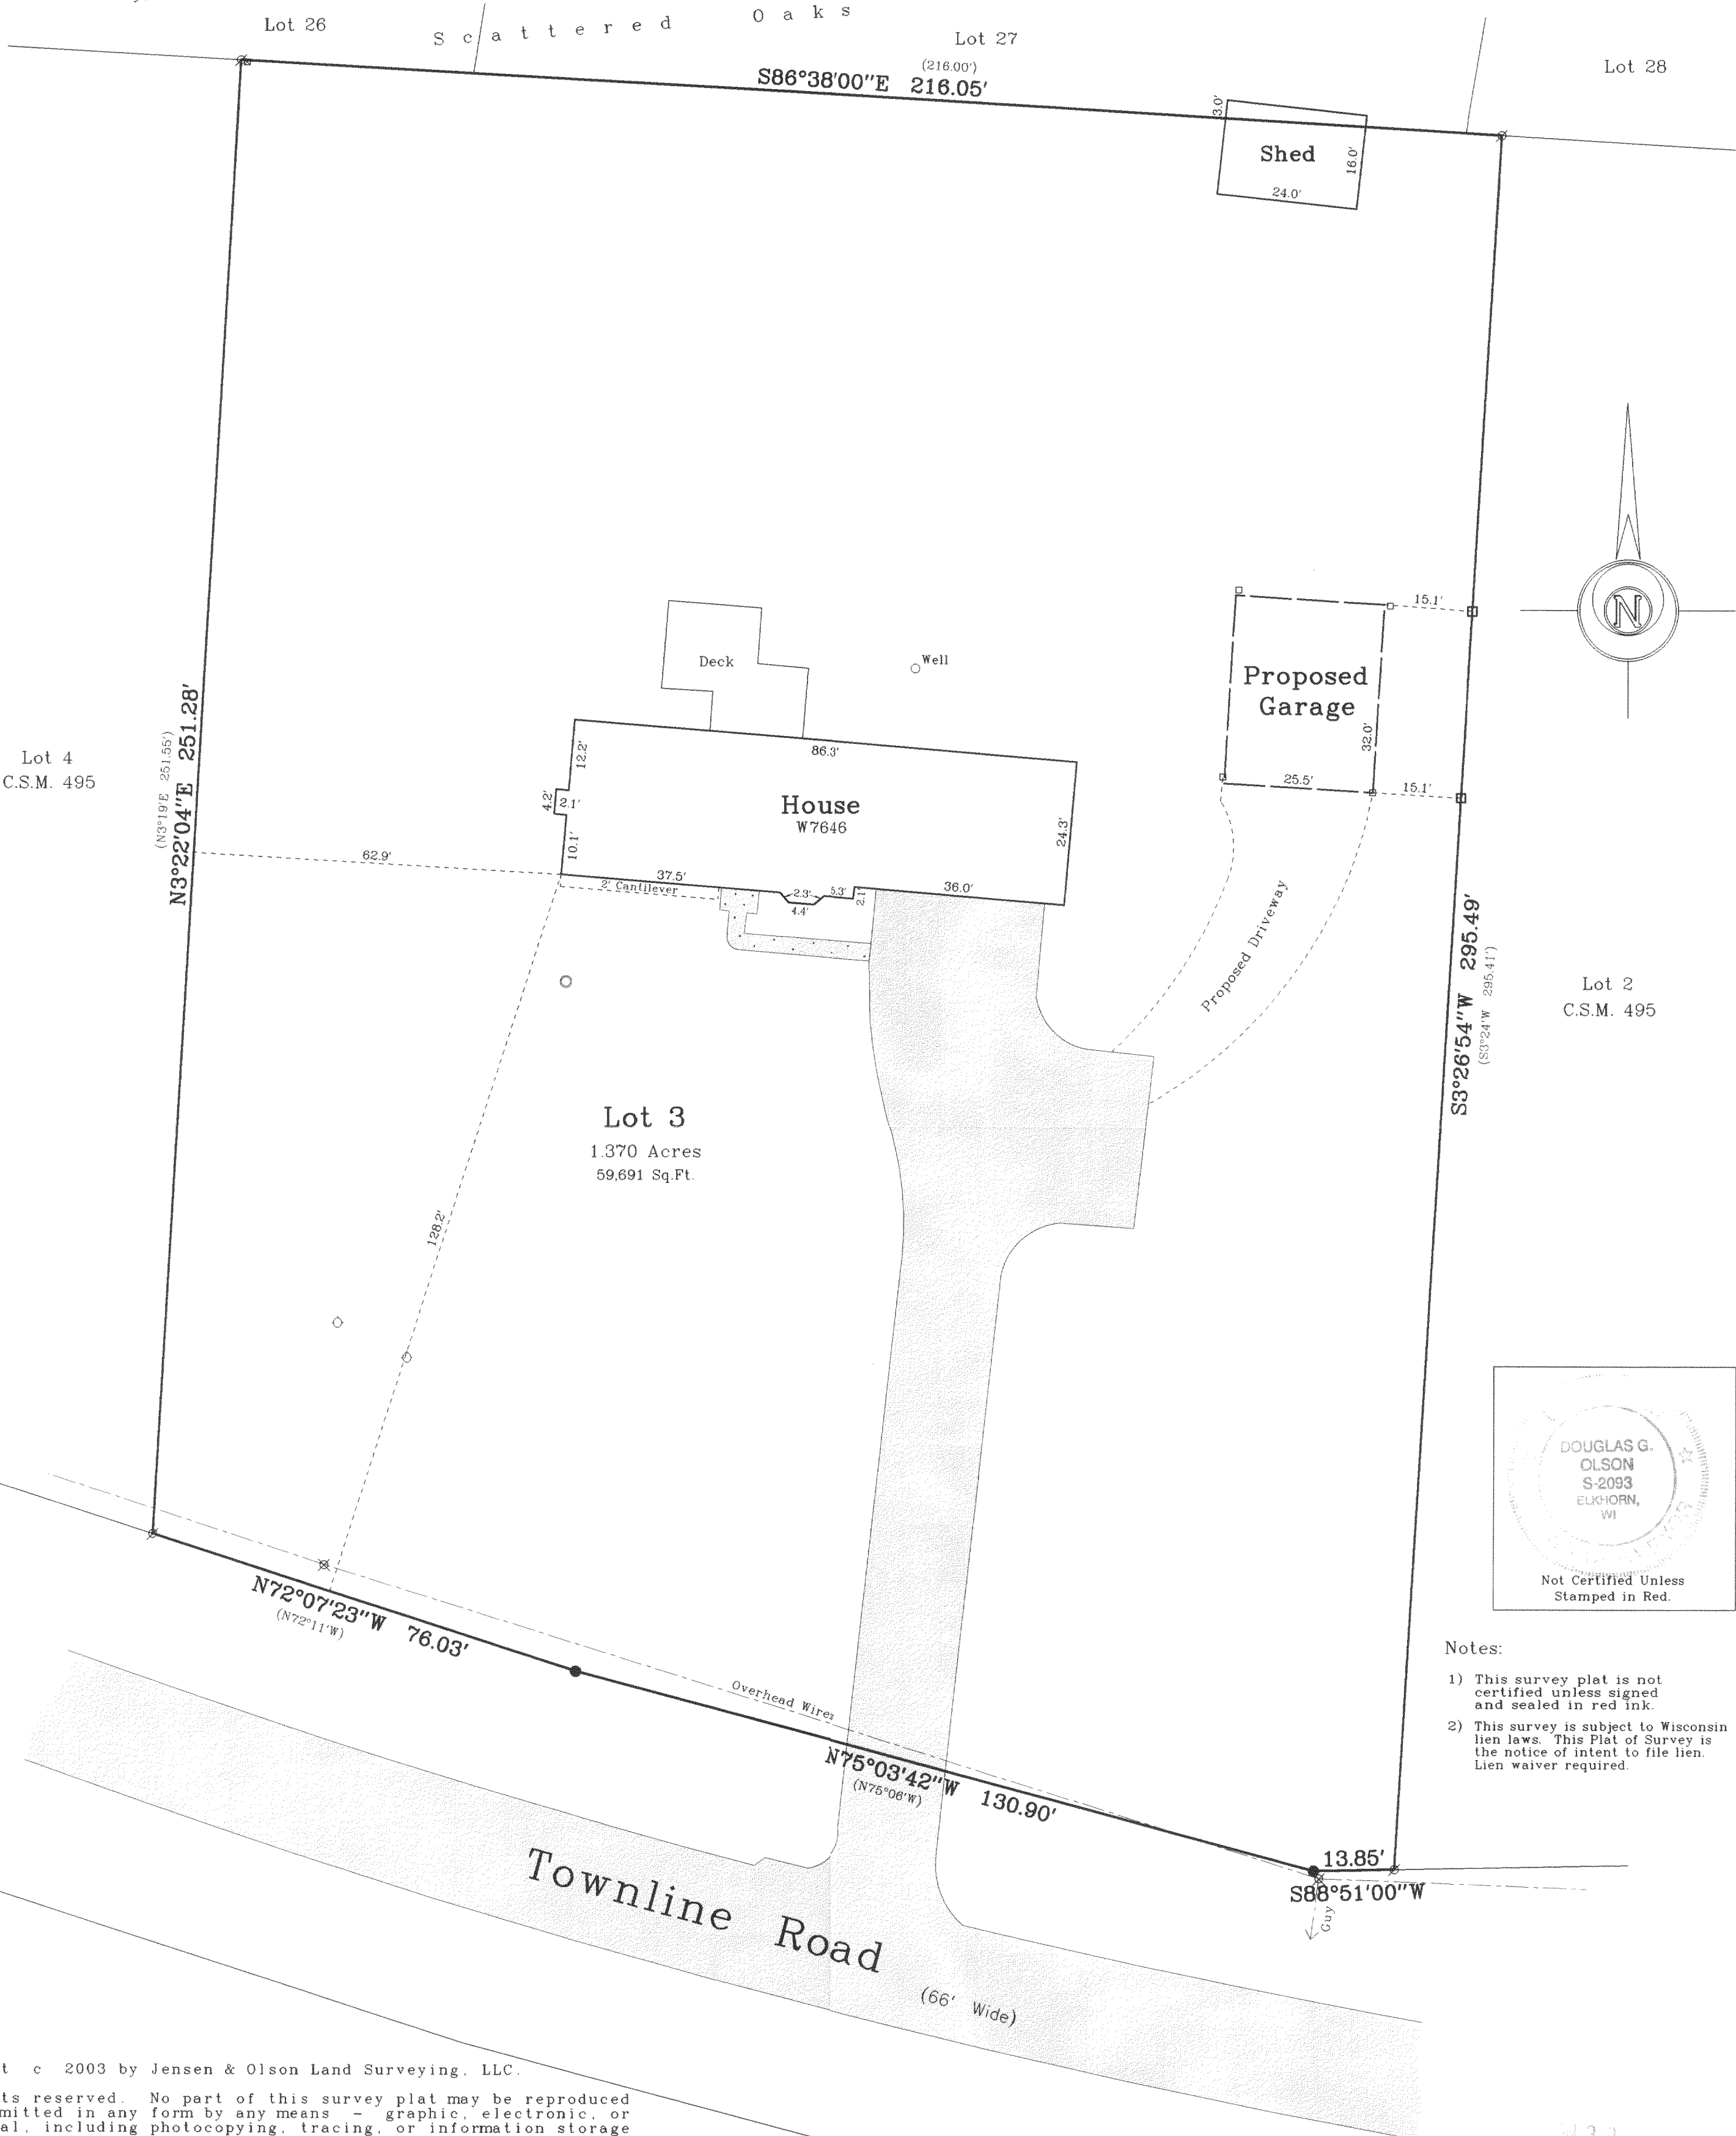 Lot 26
Scattered Oaks
Lot 27
Lot 28
(216.00')
S86°38'00"E 216.05'
3.0'
Shed
16.0'
24.0'
15.1'
N
Proposed
Garage
32.0'
25.5'
15.1'
Deck
Well
Lot 4
C.S.M. 495
(N3°19'E 251.55')
N3°22'04"E 251.28'
12.2'
86.3'
4.2'
2.1'
House
W7646
10.1'
24.3'
62.9'
37.5'
2' Cantilever
2.3'
5.3'
2.1'
4.4'
36.0'
Proposed Driveway
S3°26'54"W 295.49'
(S3°24'W 295.41')
Lot 2
C.S.M. 495
Lot 3
1.370 Acres
59,691 Sq.Ft.
128.2'
DOUGLAS G.
OLSON
S-2093
ELKHORN,
WI
Not Certified Unless
Stamped in Red.
N72°07'23"W 76.03'
(N72°11'W)
Overhead Wires
N75°03'42"W 130.90'
(N75°06'W)
13.85'
S88°51'00"W
Guy
Notes:
1) This survey plat is not
certified unless signed
and sealed in red ink.
2) This survey is subject to Wisconsin
lien laws. This Plat of Survey is
the notice of intent to file lien.
Lien waiver required.
Townline Road
(66' Wide)
t c 2003 by Jensen & Olson Land Surveying, LLC.
ts reserved. No part of this survey plat may be reproduced
mitted in any form by any means - graphic, electronic, or
al, including photocopying, tracing, or information storage